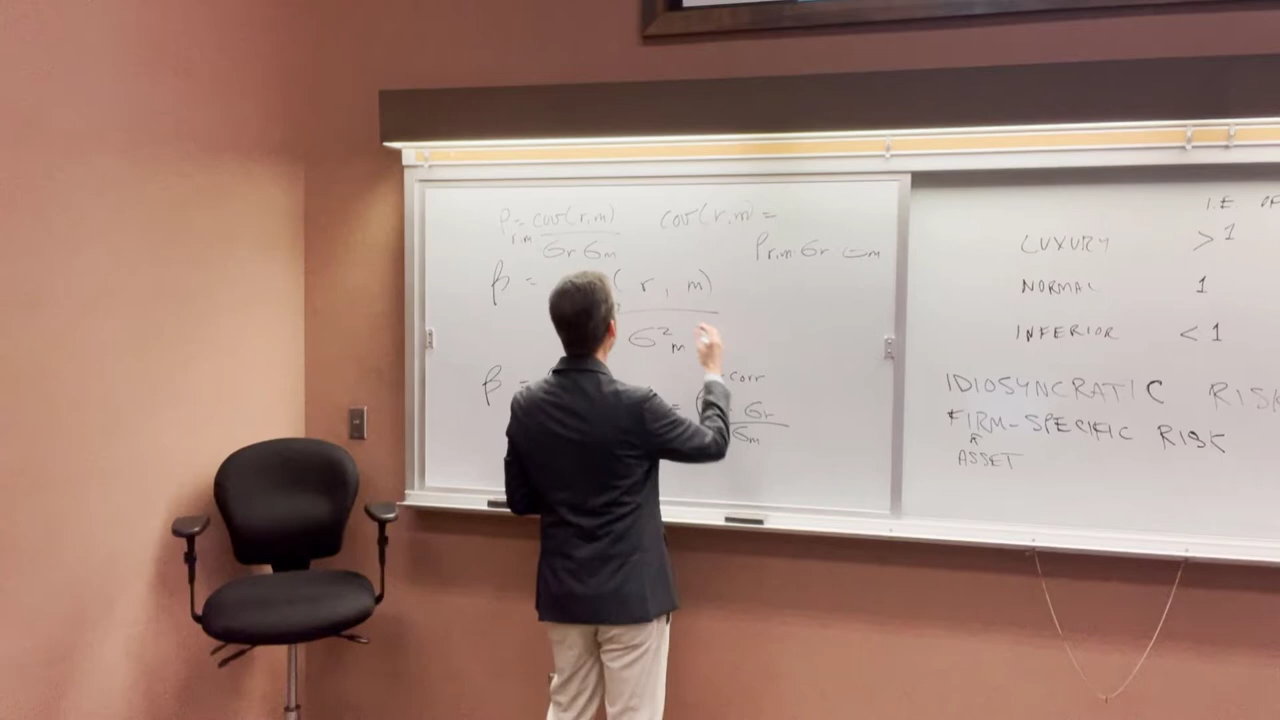 ρ = cov(r,m)      cov(r,m) =
r.m   σr σm
ρr.m. σr σm
β =      ( r , m)
σ²m
β =
corr
= ( · σr
σm
I.E OF
LUXURY      > 1
NORMAL      1
INFERIOR      < 1
IDIOSYNCRATIC RISK
FIRM-SPECIFIC RISK
ASSET